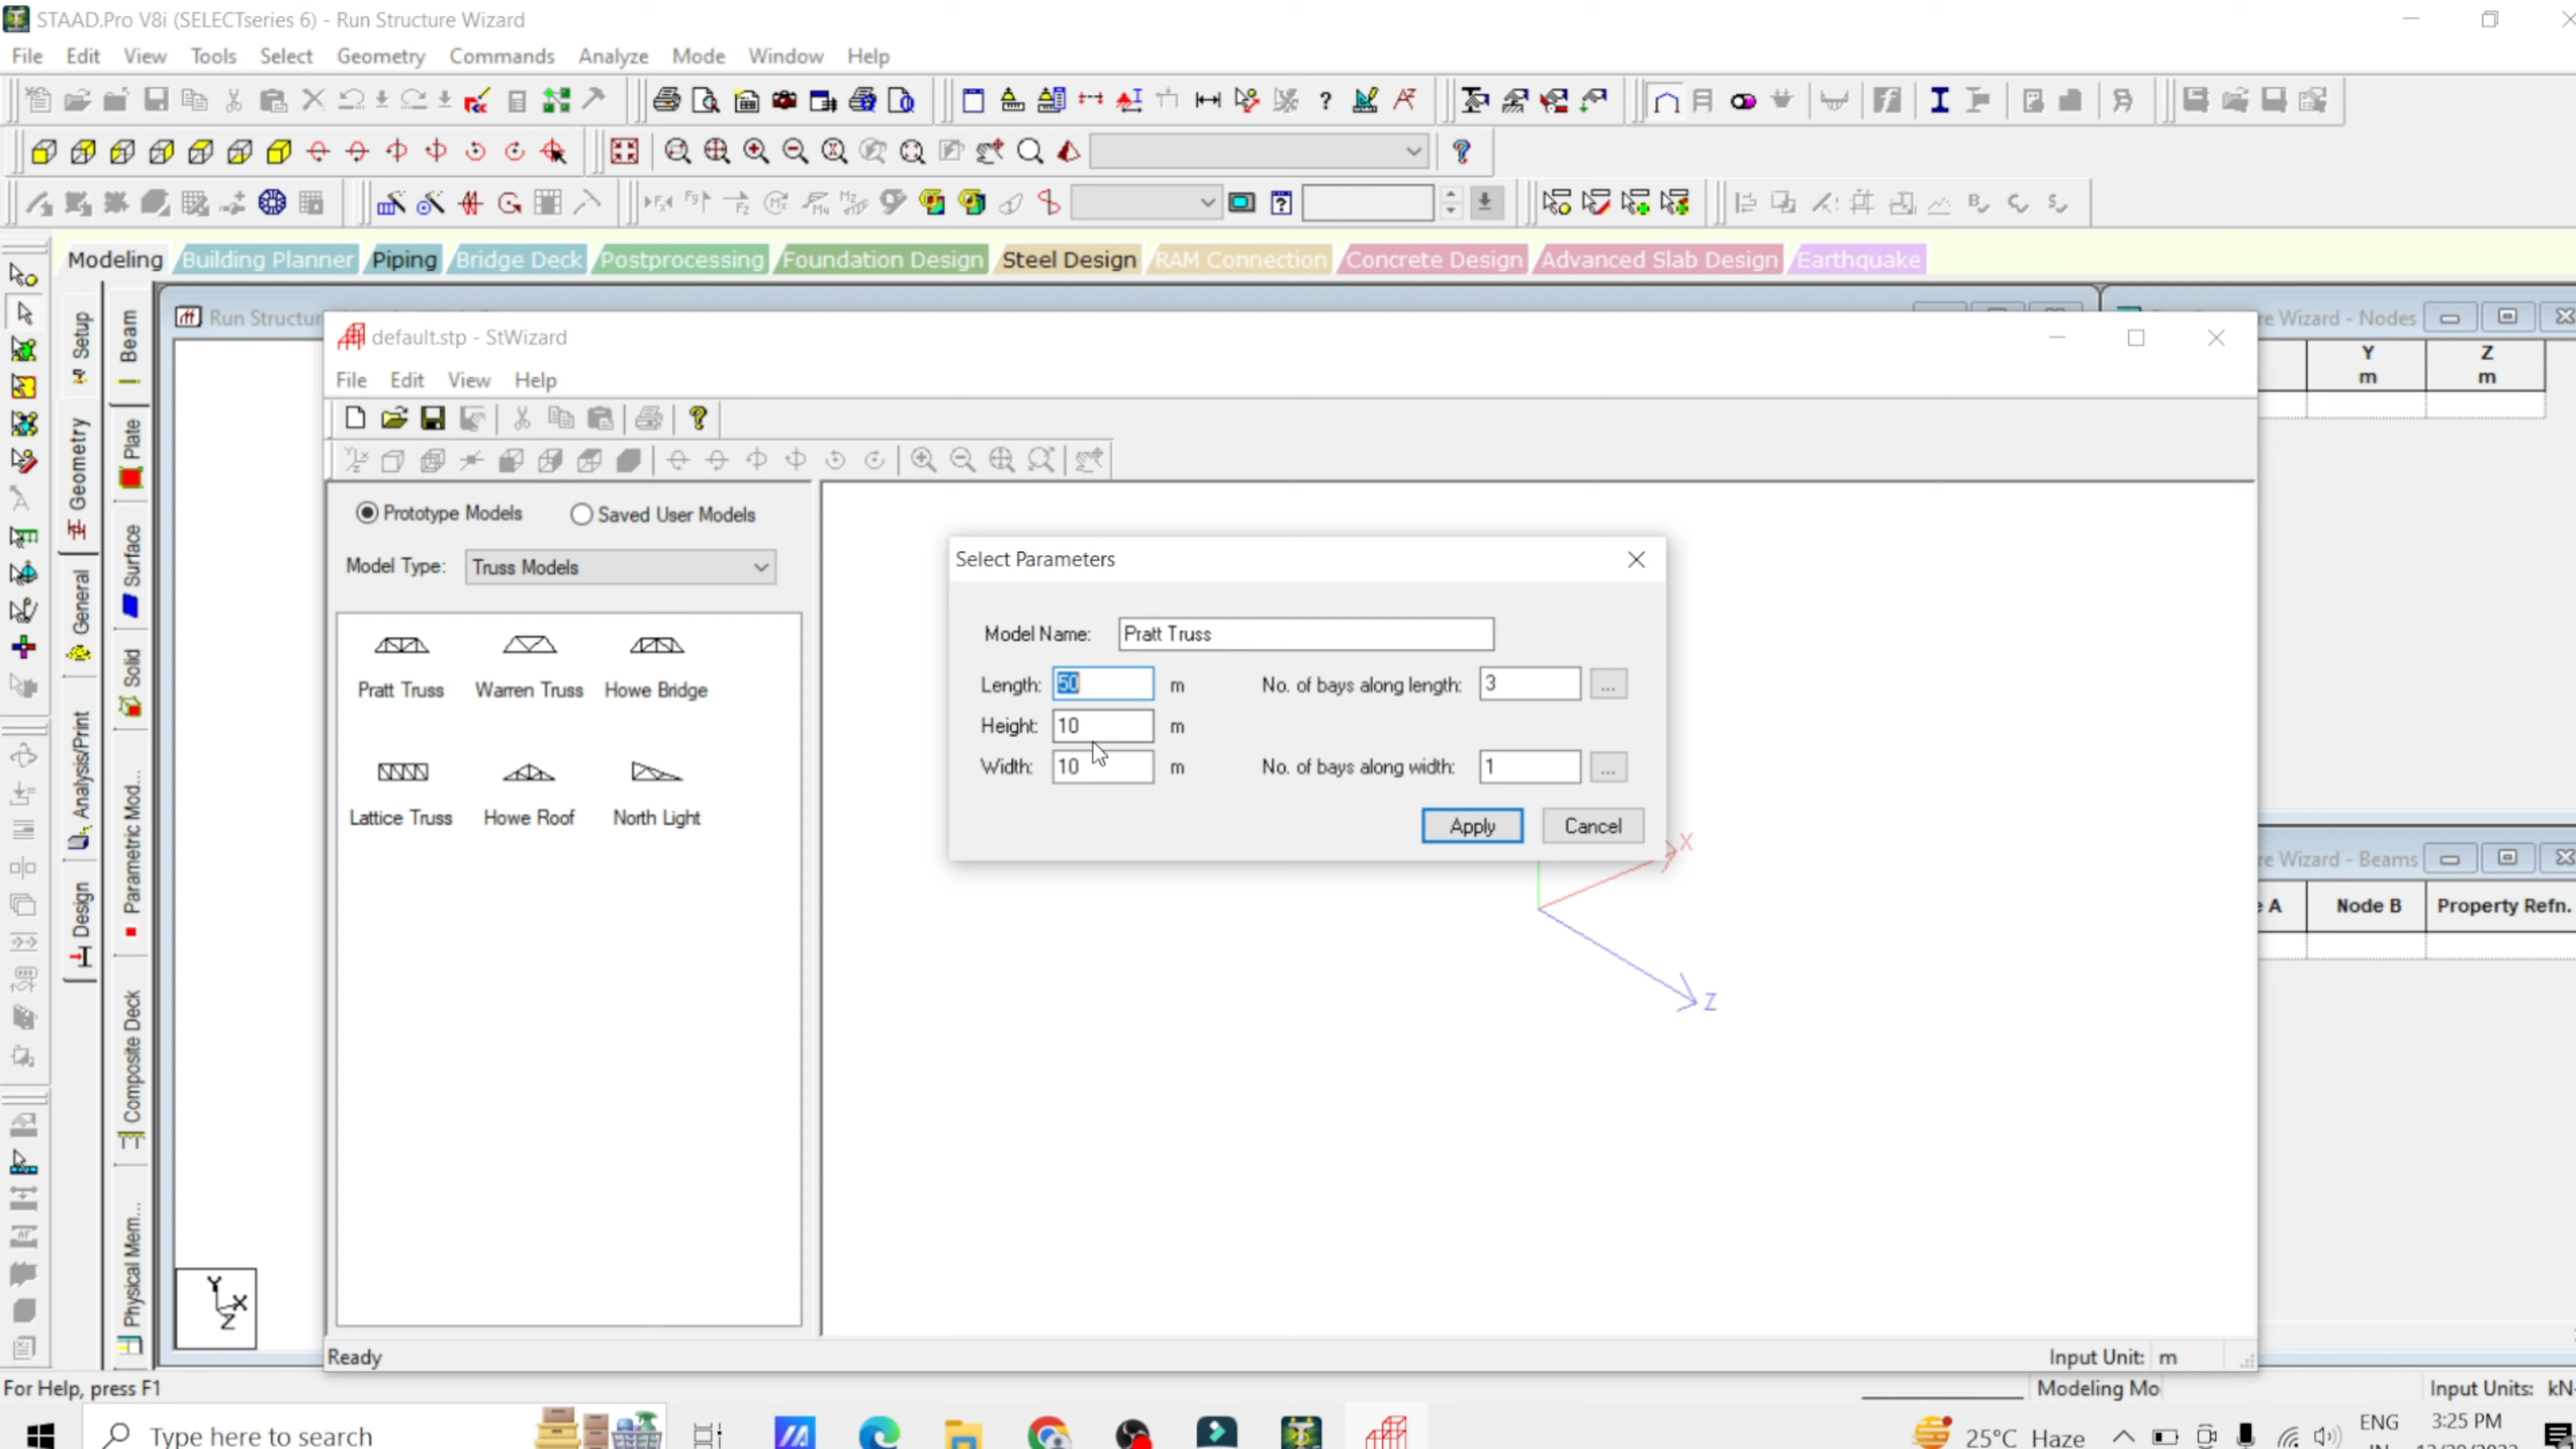 STAAD.Pro V8i (SELECTseries 6) - Run Structure Wizard
File Edit View Tools Select Geometry Commands Analyze Mode Window Help
Modeling Building Planner Piping Bridge Deck Postprocessing Foundation Design Steel Design RAM Connection Concrete Design Advanced Slab Design Earthquake
Setup
Geometry
General
Analysis/Print
Design
Beam
Plate
Surface
Solid
Parametric Mod...
Composite Deck
Physical Mem...
Run Structur
default.stp - StWizard
File Edit View Help
Prototype Models Saved User Models
Model Type: Truss Models
Pratt Truss Warren Truss Howe Bridge
Lattice Truss Howe Roof North Light
Select Parameters
Model Name: Pratt Truss
Length: 50 m No. of bays along length: 3 ...
Height: 10 m
Width: 10 m No. of bays along width: 1 ...
Apply Cancel
X
Z
re Wizard - Nodes
Y Z
m m
re Wizard - Beams
e A Node B Property Refn.
Y
X
Z
Ready
Input Unit: m
For Help, press F1
Modeling Mo
Input Units: kN-
Type here to search
25°C Haze
ENG
3:25 PM